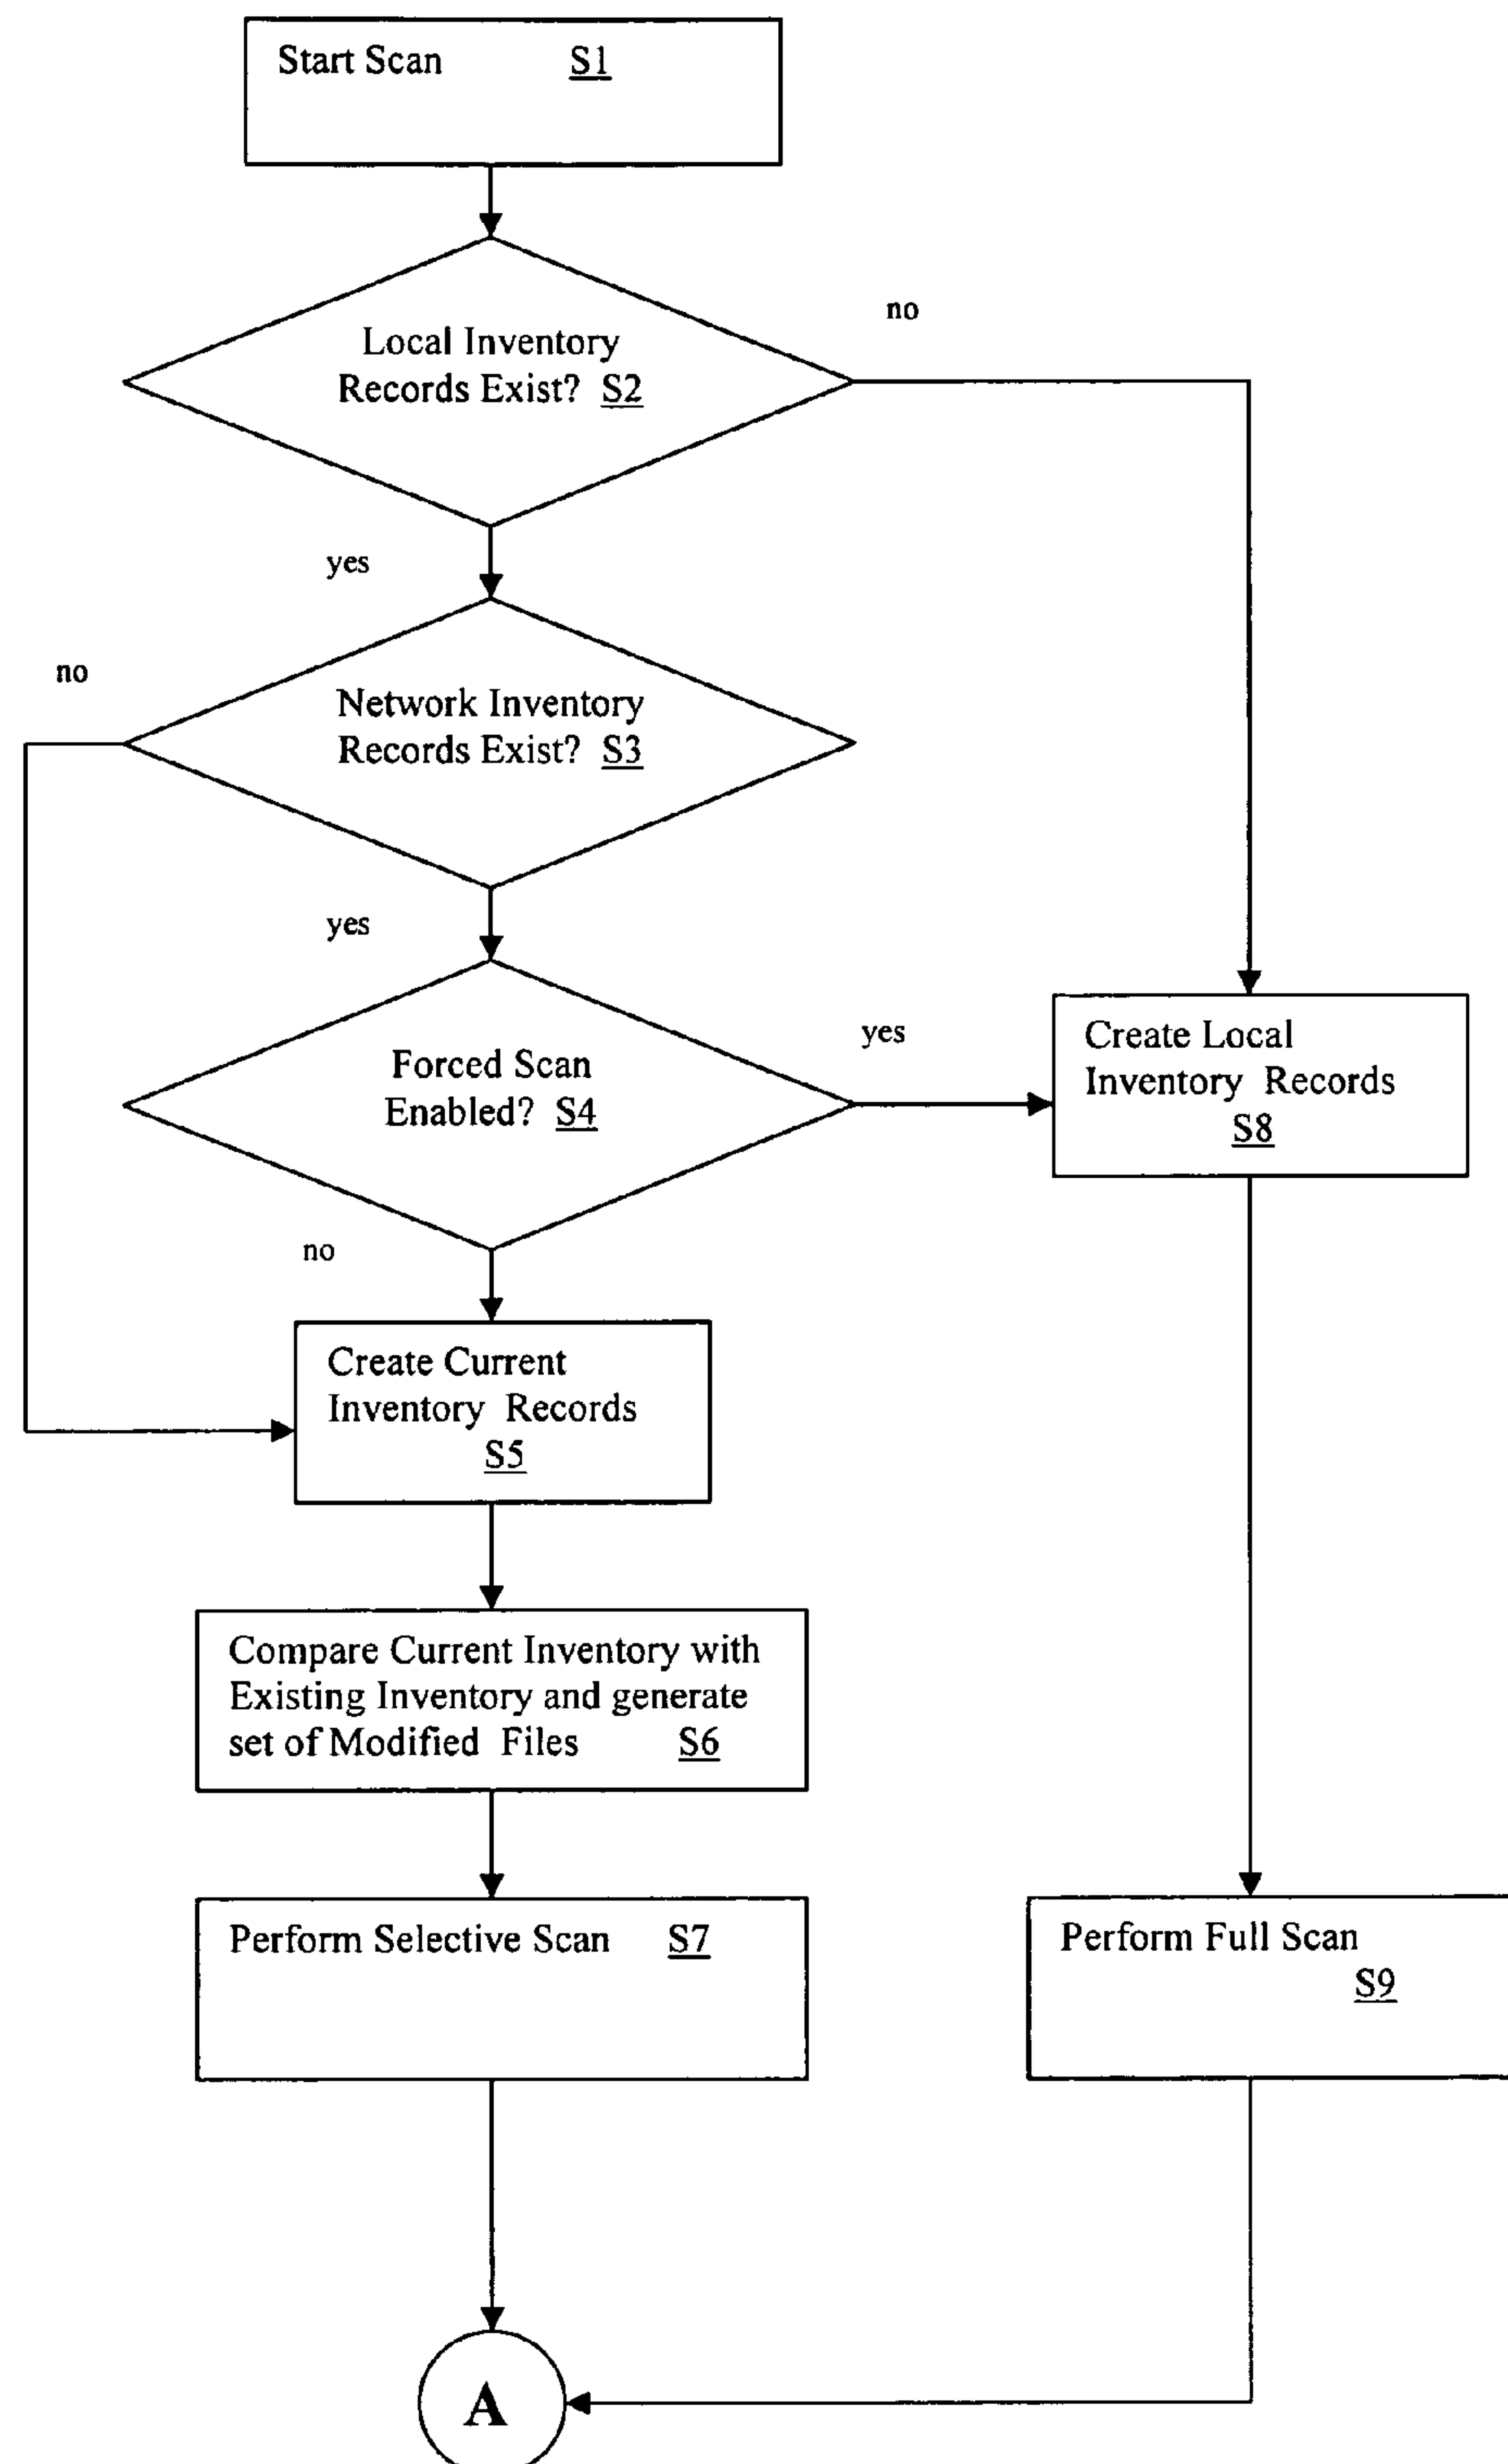 Start Scan S1
Local Inventory
Records Exist? S2
no
yes
Network Inventory
Records Exist? S3
no
yes
Forced Scan
Enabled? S4
yes
Create Local
Inventory Records
S8
no
Create Current
Inventory Records
S5
Compare Current Inventory with
Existing Inventory and generate
set of Modified Files S6
Perform Selective Scan S7
Perform Full Scan
S9
A